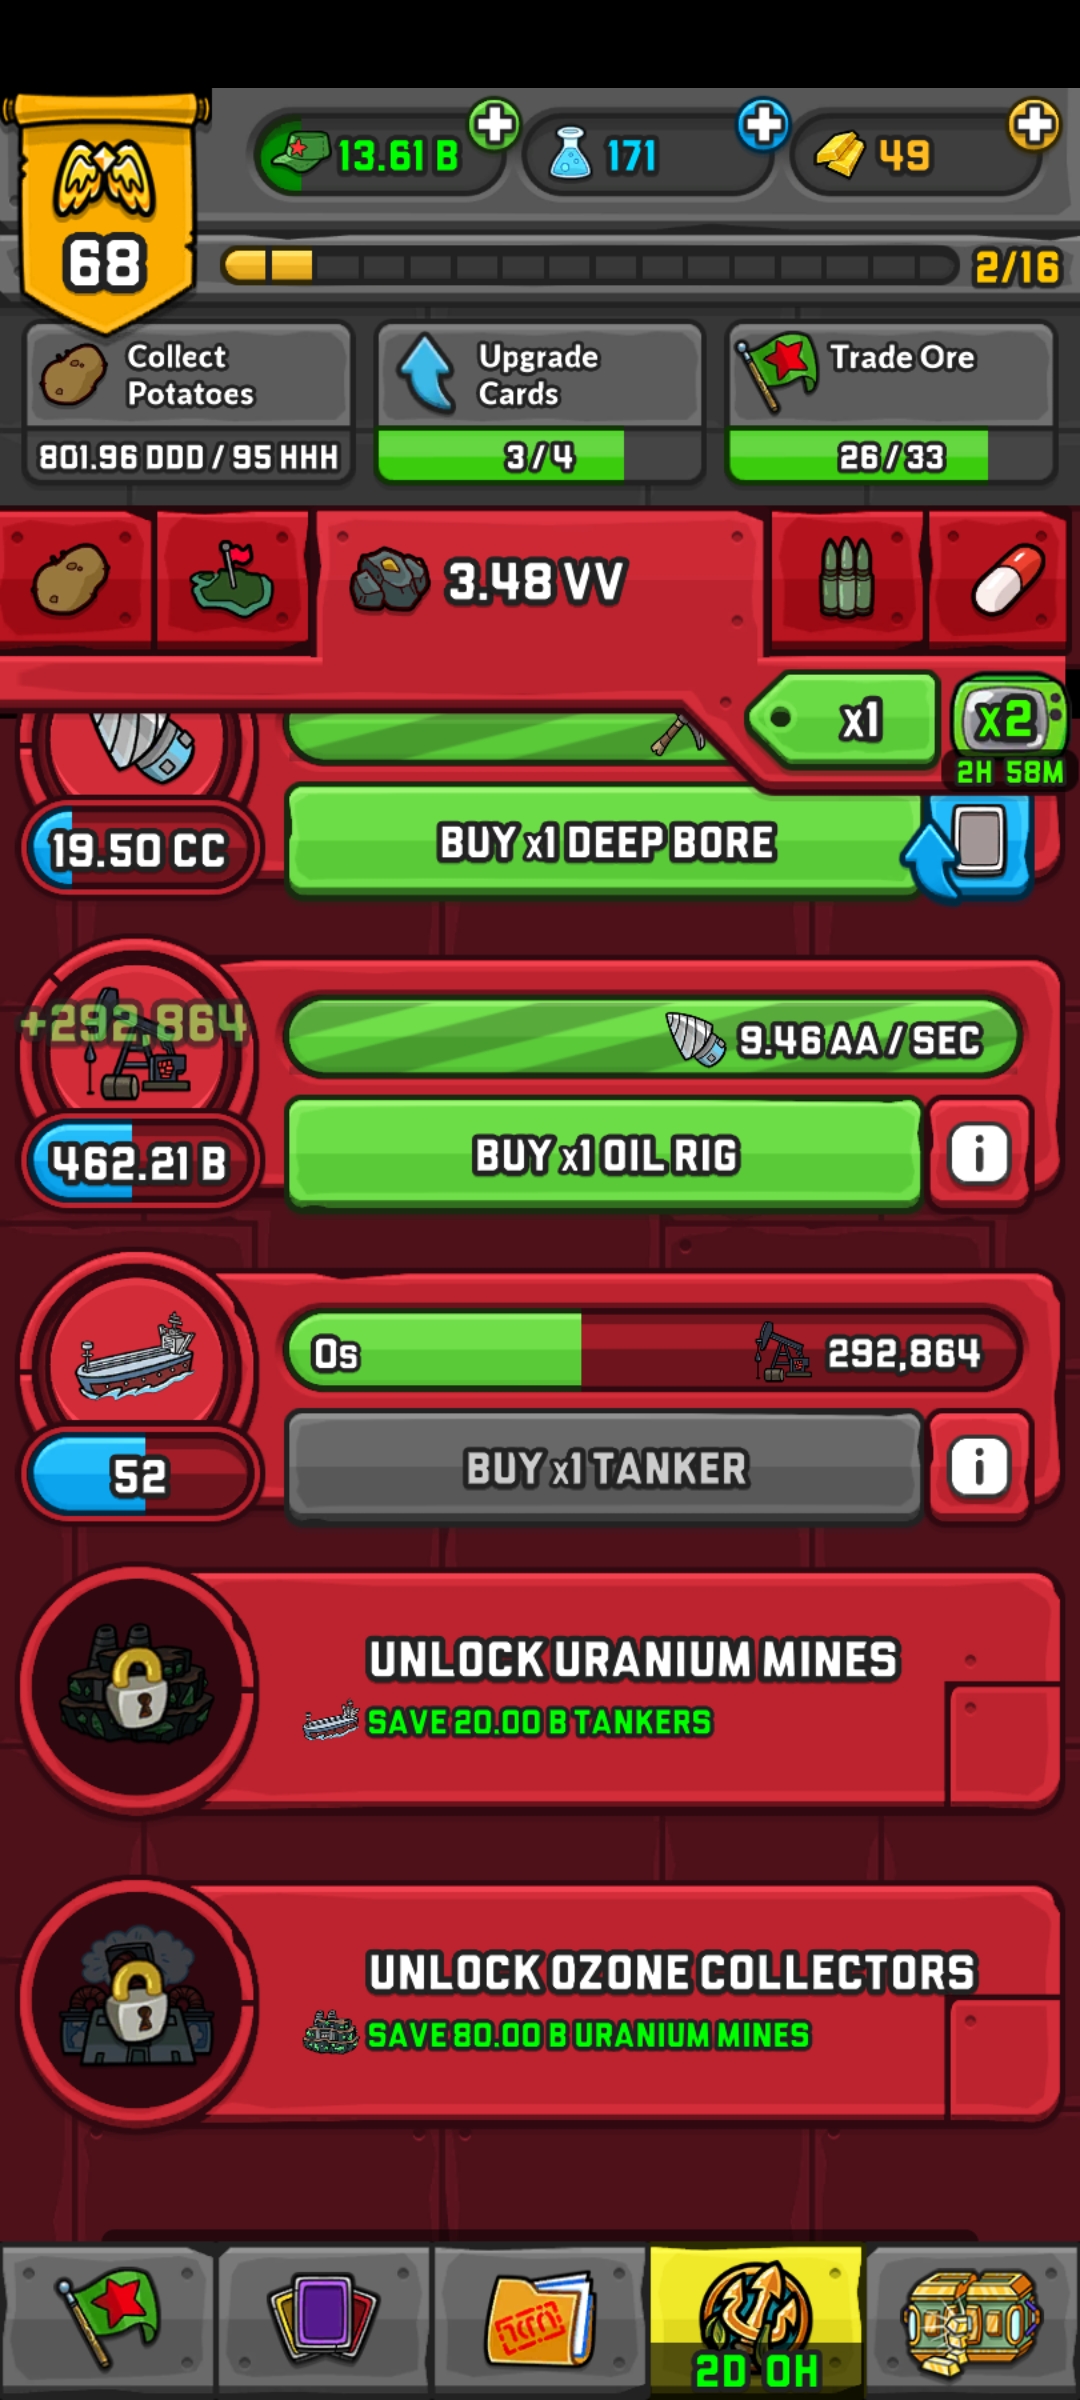 13.61 B
171
49
68
2/16
Collect
Potatoes
801.96 DDD / 95 HHH
Upgrade
Cards
3/4
Trade Ore
26/33
3.48 VV
x1
x2
2H 58M
19.50 CC
BUY x1 DEEP BORE
+292,864
9.46 AA / SEC
462.21 B
BUY x1 OIL RIG
i
0s
292,864
52
BUY x1 TANKER
i
UNLOCK URANIUM MINES
SAVE 20.00 B TANKERS
UNLOCK OZONE COLLECTORS
SAVE 80.00 B URANIUM MINES
2D 0H